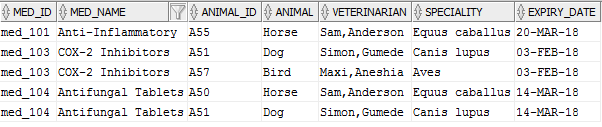 MED_ID MED_NAME ANIMAL_ID ANIMAL VETERINARIAN SPECIALITY EXPIRY_DATE
med_101 Anti-Inflammatory A55 Horse Sam,Anderson Equus caballus 20-MAR-18
med_103 COX-2 Inhibitors A51 Dog Simon,Gumede Canis lupus 03-FEB-18
med_103 COX-2 Inhibitors A57 Bird Maxi,Aneshia Aves 03-FEB-18
med_104 Antifungal Tablets A50 Horse Sam,Anderson Equus caballus 14-MAR-18
med_104 Antifungal Tablets A51 Dog Simon,Gumede Canis lupus 14-MAR-18